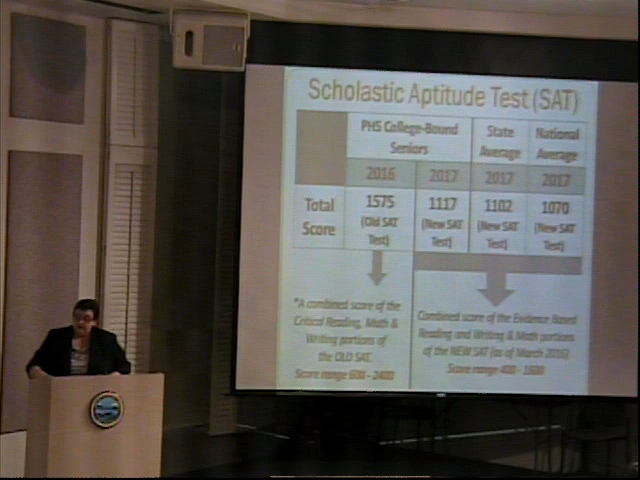 Scholastic Aptitude Test (SAT)
PHS College-Bound Seniors
State Average
National Average
2016
2017
2017
2017
Total Score
1575 (Old SAT Test)
1117 (New SAT Test)
1102 (New SAT Test)
1070 (New SAT Test)
*A combined score of the
Critical Reading, Math &
Writing portions of
the OLD SAT.
Score range 600 - 2400
Combined score of the Evidence Based
Reading and Writing & Math portions
of the NEW SAT (as of March 2016)
Score range 400 - 1600